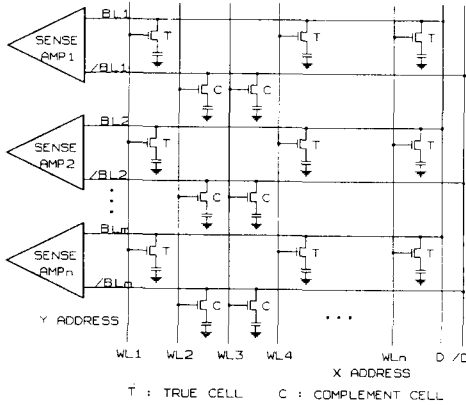 BL1
SENSE
AMP1
T T T
/BL1
C C
BL2
SENSE
AMP2
T T T
/BL2
C C
BLm
SENSE
AMPn
T T T
/BLm
C C
Y ADDRESS
WL1 WL2 WL3 WL4 WLn D /D
X ADDRESS
T : TRUE CELL C : COMPLEMENT CELL